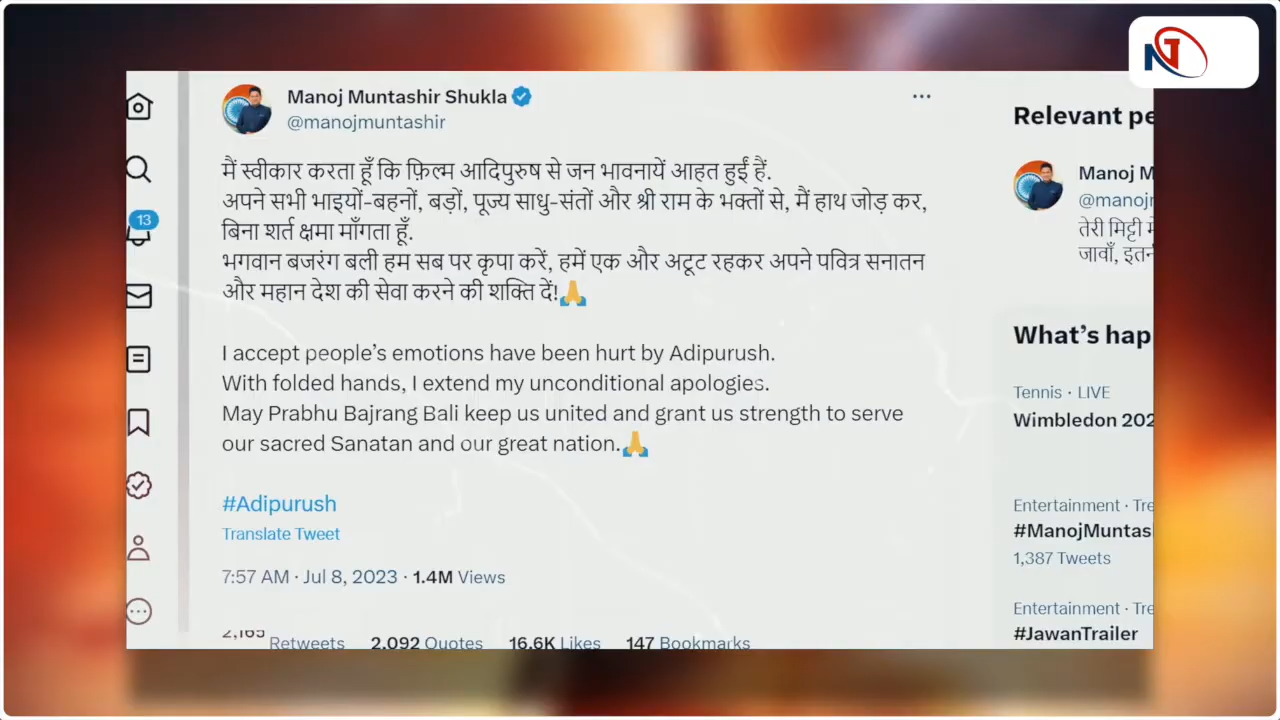 NT
Manoj Muntashir Shukla
@manojmuntashir
मैं स्वीकार करता हूँ कि फ़िल्म आदिपुरुष से जन भावनायें आहत हुईं हैं.
अपने सभी भाइयों-बहनों, बड़ों, पूज्य साधु-संतों और श्री राम के भक्तों से, मैं हाथ जोड़ कर,
बिना शर्त क्षमा माँगता हूँ.
भगवान बजरंग बली हम सब पर कृपा करें, हमें एक और अटूट रहकर अपने पवित्र सनातन
और महान देश की सेवा करने की शक्ति दें!🙏
I accept people's emotions have been hurt by Adipurush.
With folded hands, I extend my unconditional apologies.
May Prabhu Bajrang Bali keep us united and grant us strength to serve
our sacred Sanatan and our great nation.🙏
#Adipurush
Translate Tweet
7:57 AM · Jul 8, 2023 · 1.4M Views
2,165 Retweets 2,092 Quotes 16.6K Likes 147 Bookmarks
13
Relevant pe
Manoj M
@manojr
तेरी मिट्टी में
जावाँ, इतनी
What's hap
Tennis · LIVE
Wimbledon 202
Entertainment · Tre
#ManojMuntas
1,387 Tweets
Entertainment · Tre
#JawanTrailer